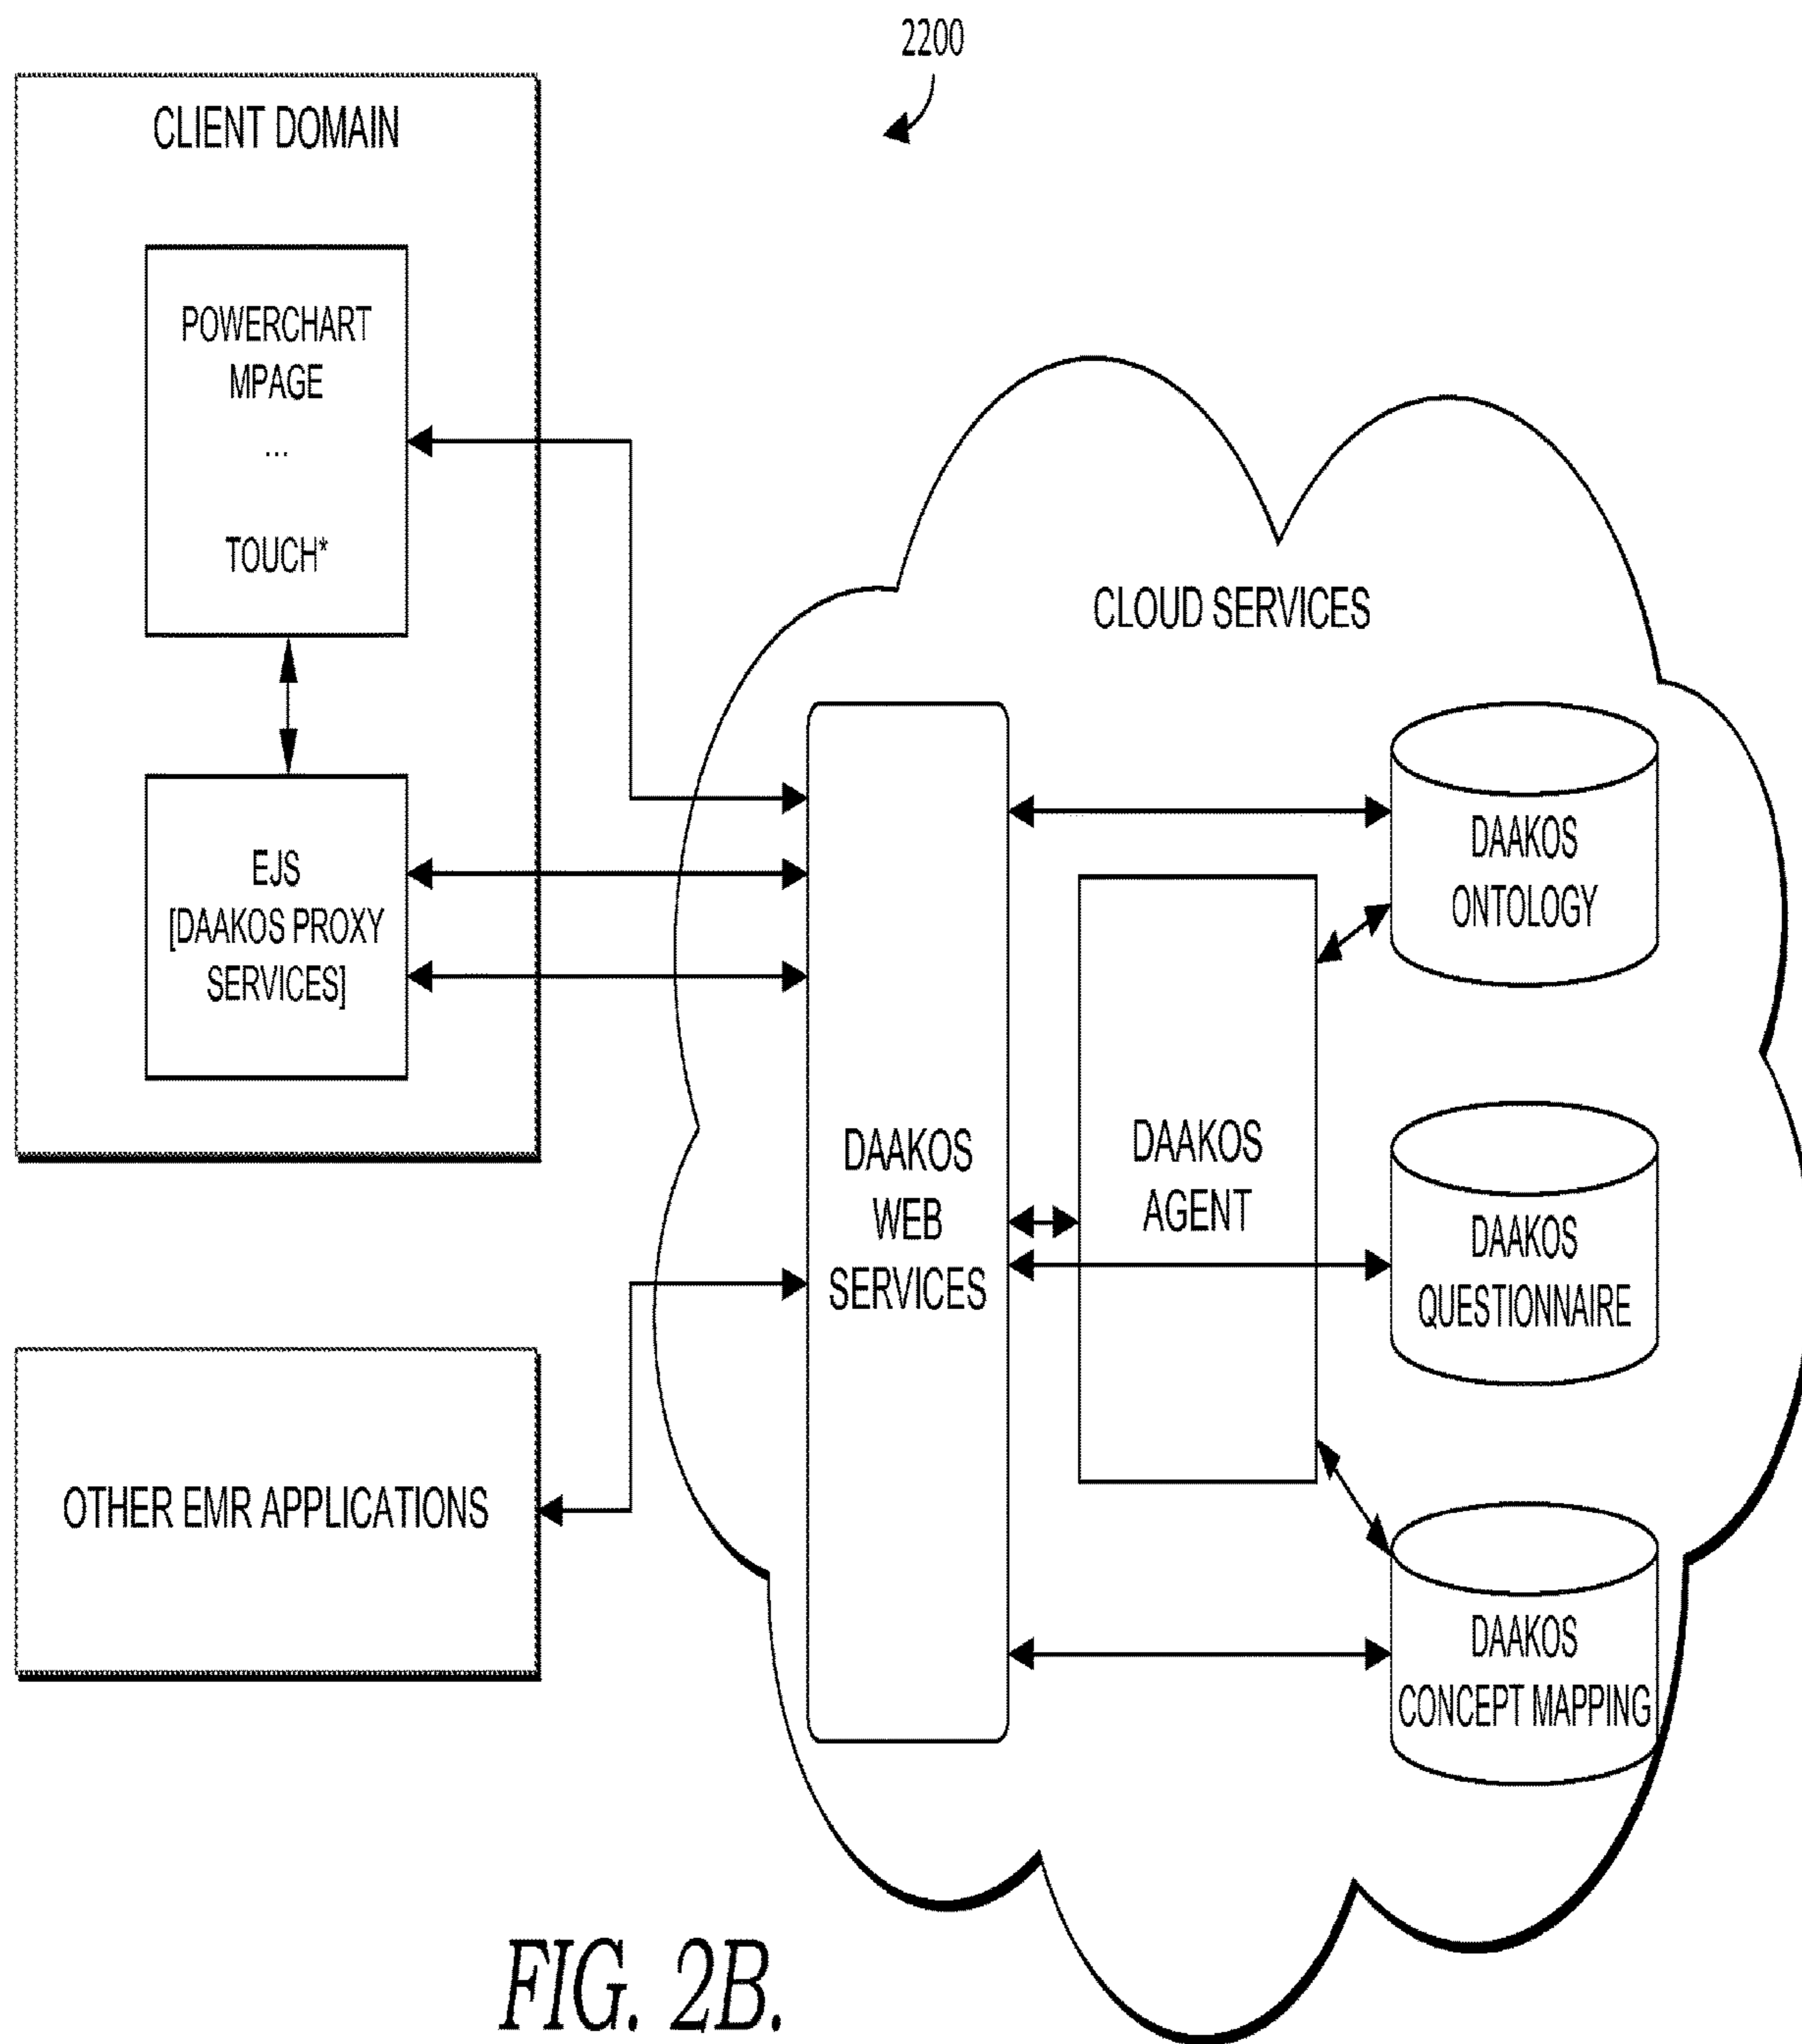 2200
CLIENT DOMAIN
POWERCHART
MPAGE
...
TOUCH*
EJS
[DAAKOS PROXY
SERVICES]
OTHER EMR APPLICATIONS
CLOUD SERVICES
DAAKOS
WEB
SERVICES
DAAKOS
AGENT
DAAKOS
ONTOLOGY
DAAKOS
QUESTIONNAIRE
DAAKOS
CONCEPT MAPPING
FIG. 2B.